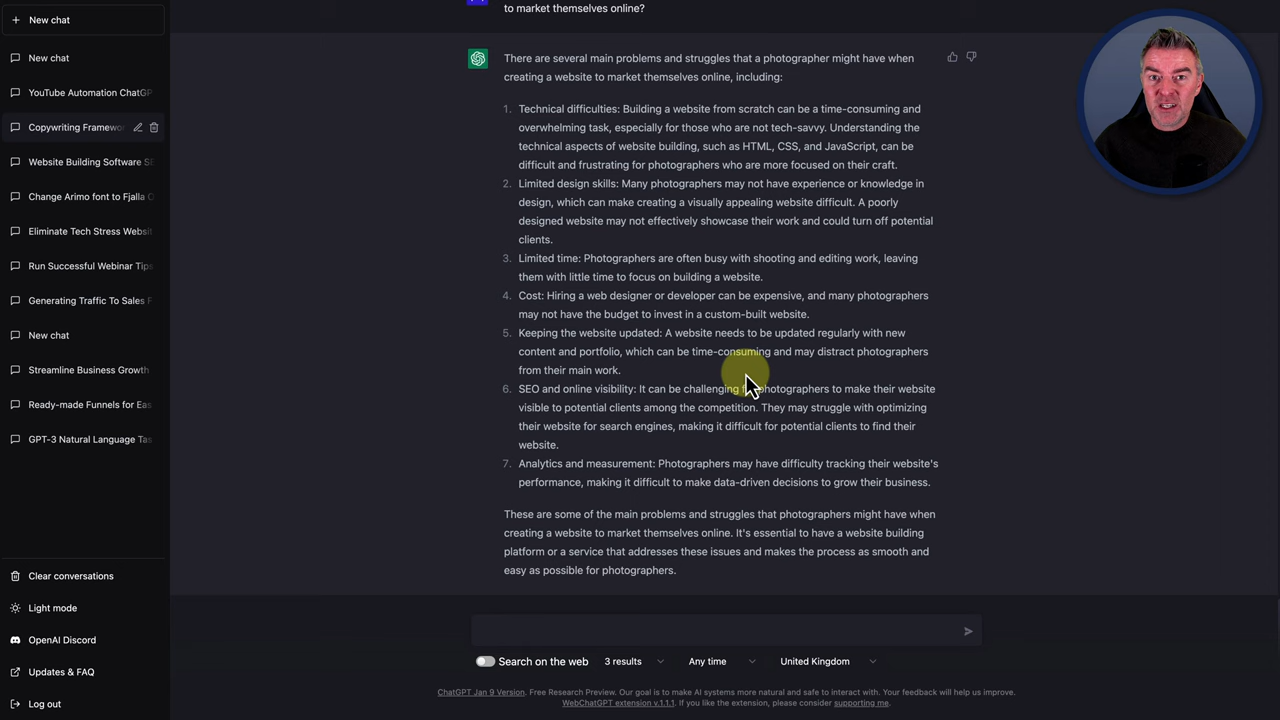 New chat
New chat
YouTube Automation ChatGP
Copywriting Framewo
Website Building Software SE
Change Arimo font to Fjalla O
Eliminate Tech Stress Websit
Run Successful Webinar Tips
Generating Traffic To Sales F
New chat
Streamline Business Growth
Ready-made Funnels for Eas
GPT-3 Natural Language Tas
Clear conversations
Light mode
OpenAI Discord
Updates & FAQ
Log out
to market themselves online?
There are several main problems and struggles that a photographer might have when
creating a website to market themselves online, including:
1. Technical difficulties: Building a website from scratch can be a time-consuming and
overwhelming task, especially for those who are not tech-savvy. Understanding the
technical aspects of website building, such as HTML, CSS, and JavaScript, can be
difficult and frustrating for photographers who are more focused on their craft.
2. Limited design skills: Many photographers may not have experience or knowledge in
design, which can make creating a visually appealing website difficult. A poorly
designed website may not effectively showcase their work and could turn off potential
clients.
3. Limited time: Photographers are often busy with shooting and editing work, leaving
them with little time to focus on building a website.
4. Cost: Hiring a web designer or developer can be expensive, and many photographers
may not have the budget to invest in a custom-built website.
5. Keeping the website updated: A website needs to be updated regularly with new
content and portfolio, which can be time-consuming and may distract photographers
from their main work.
6. SEO and online visibility: It can be challenging photographers to make their website
visible to potential clients among the competition. They may struggle with optimizing
their website for search engines, making it difficult for potential clients to find their
website.
7. Analytics and measurement: Photographers may have difficulty tracking their website's
performance, making it difficult to make data-driven decisions to grow their business.
These are some of the main problems and struggles that photographers might have when
creating a website to market themselves online. It's essential to have a website building
platform or a service that addresses these issues and makes the process as smooth and
easy as possible for photographers.
Search on the web 3 results Any time United Kingdom
ChatGPT Jan 9 Version. Free Research Preview. Our goal is to make AI systems more natural and safe to interact with. Your feedback will help us improve.
WebChatGPT extension v.1.1.1. If you like the extension, please consider supporting me.